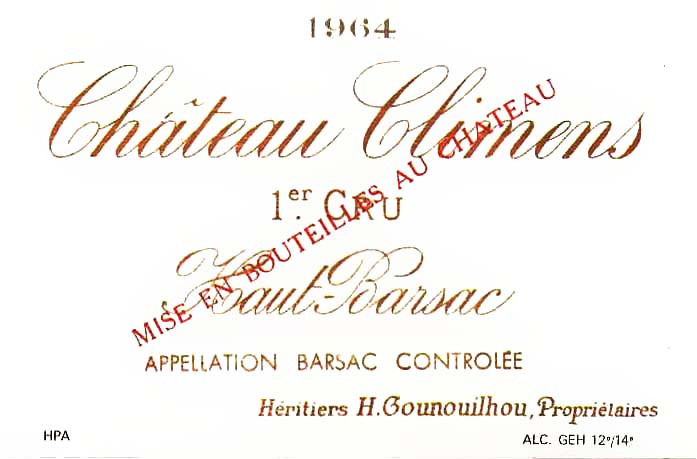 1964
Château Climens
1er. CRU
Haut-Barsac
MISE EN BOUTEILLES AU CHATEAU
APPELLATION BARSAC CONTROLÉE
Héritiers H. Gounouilhou, Propriétaires
HPA
ALC. GEH 12°/14°